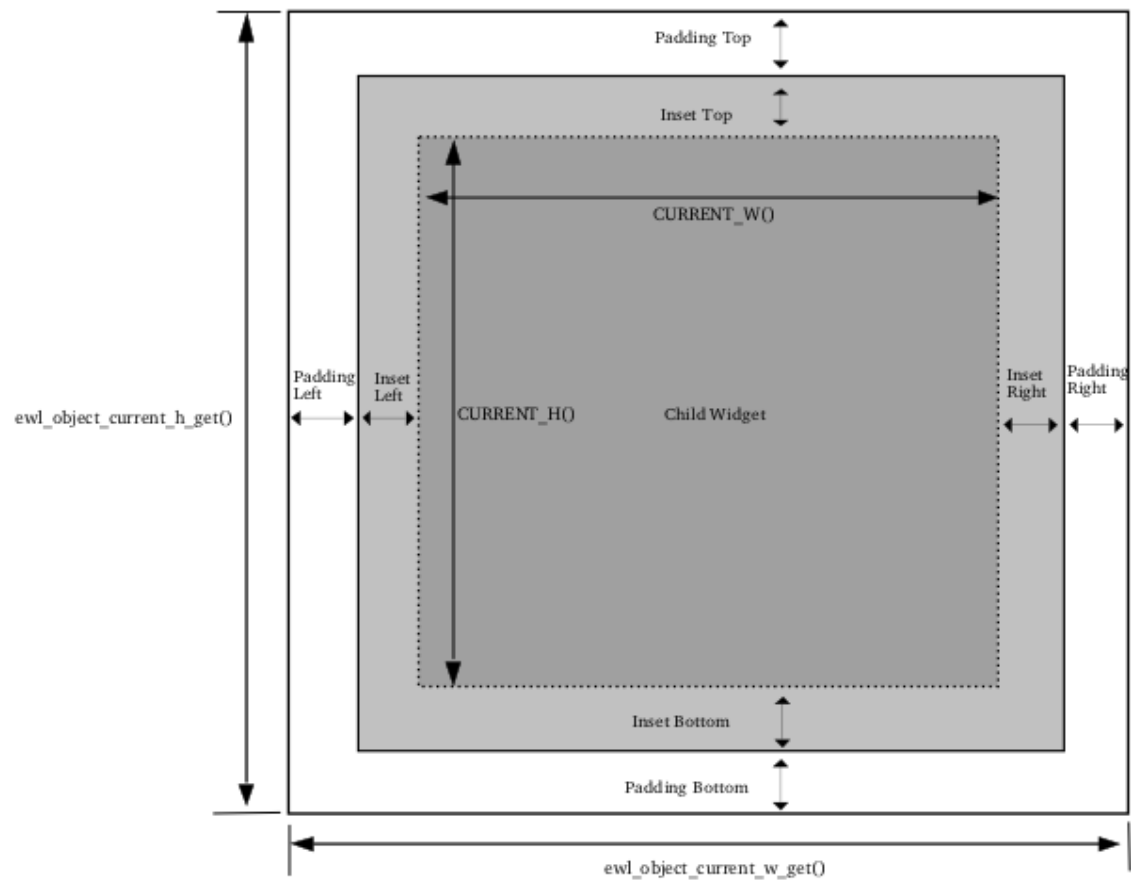 Padding Top
Inset Top
CURRENT_W()
Padding
Left
Inset
Left
Inset
Right
Padding
Right
ewl_object_current_h_get()
CURRENT_H()
Child Widget
Inset Bottom
Padding Bottom
ewl_object_current_w_get()